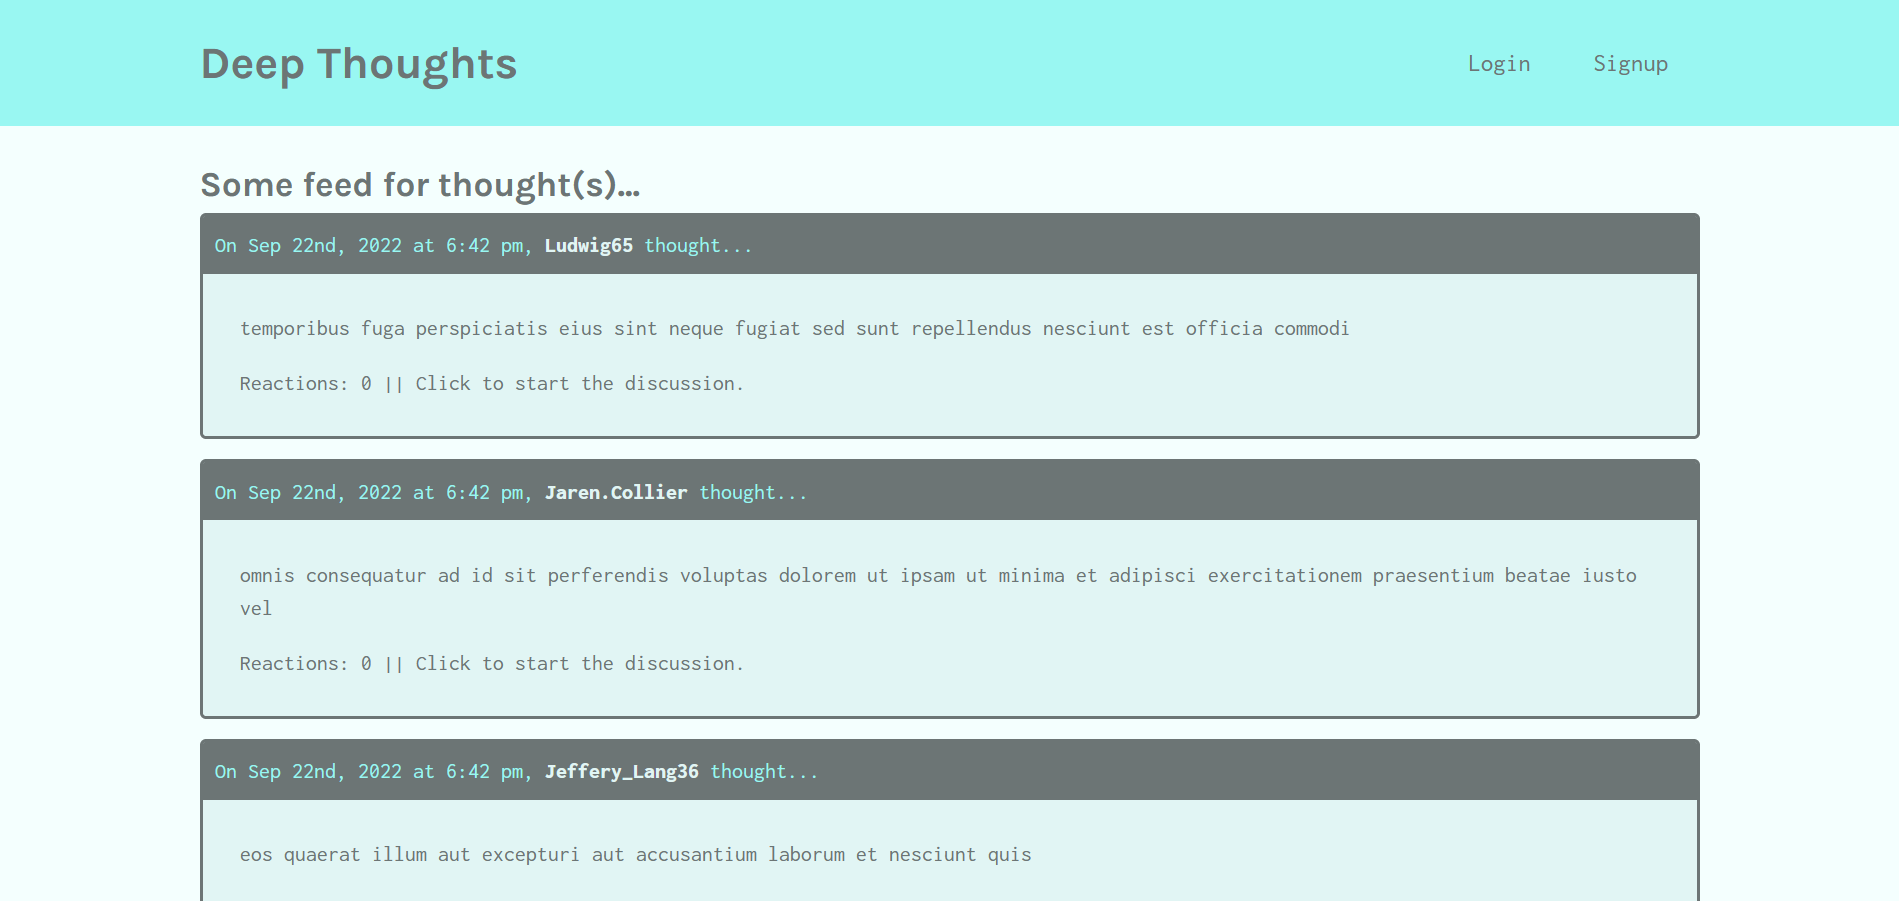 Deep Thoughts
Login
Signup
Some feed for thought(s)...
On Sep 22nd, 2022 at 6:42 pm, Ludwig65 thought...
temporibus fuga perspiciatis eius sint neque fugiat sed sunt repellendus nesciunt est officia commodi
Reactions: 0 || Click to start the discussion.
On Sep 22nd, 2022 at 6:42 pm, Jaren.Collier thought...
omnis consequatur ad id sit perferendis voluptas dolorem ut ipsam ut minima et adipisci exercitationem praesentium beatae iusto
vel
Reactions: 0 || Click to start the discussion.
On Sep 22nd, 2022 at 6:42 pm, Jeffery_Lang36 thought...
eos quaerat illum aut excepturi aut accusantium laborum et nesciunt quis